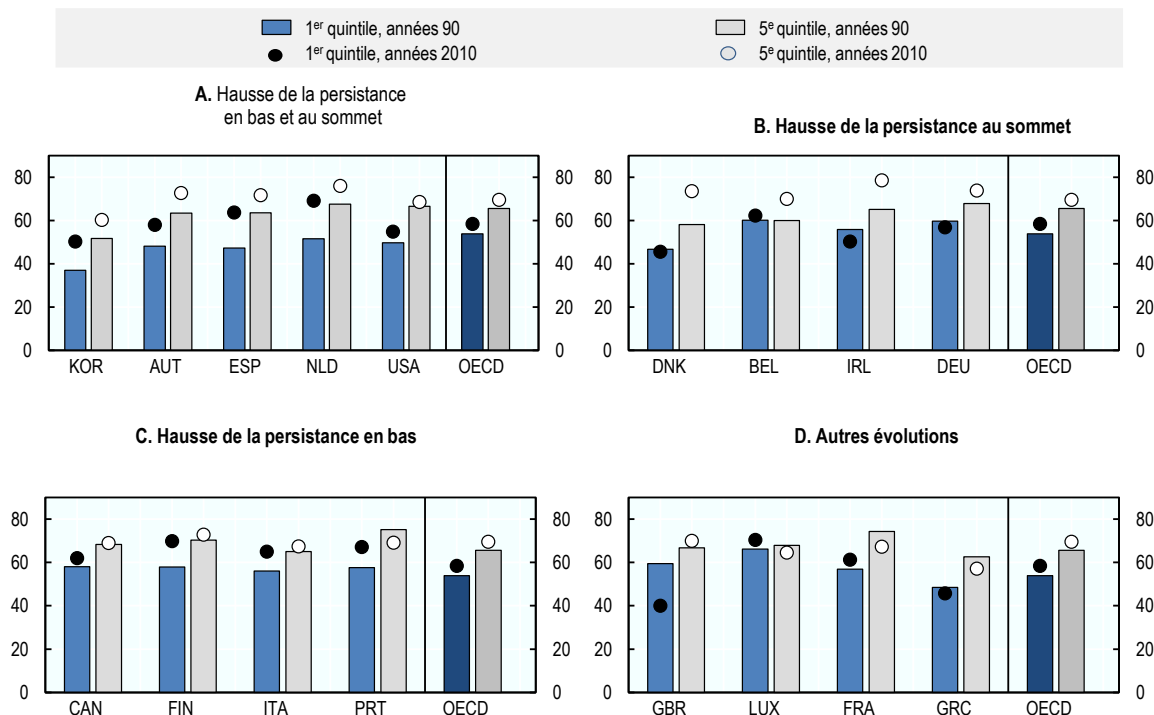 1er quintile, années 90
5e quintile, années 90
1er quintile, années 2010
5e quintile, années 2010
A. Hausse de la persistance
en bas et au sommet
80 80
60 60
40 40
20 20
0 0
KOR AUT ESP NLD USA OECD
B. Hausse de la persistance au sommet
80 80
60 60
40 40
20 20
0 0
DNK BEL IRL DEU OECD
C. Hausse de la persistance en bas
80 80
60 60
40 40
20 20
0 0
CAN FIN ITA PRT OECD
D. Autres évolutions
80 80
60 60
40 40
20 20
0 0
GBR LUX FRA GRC OECD